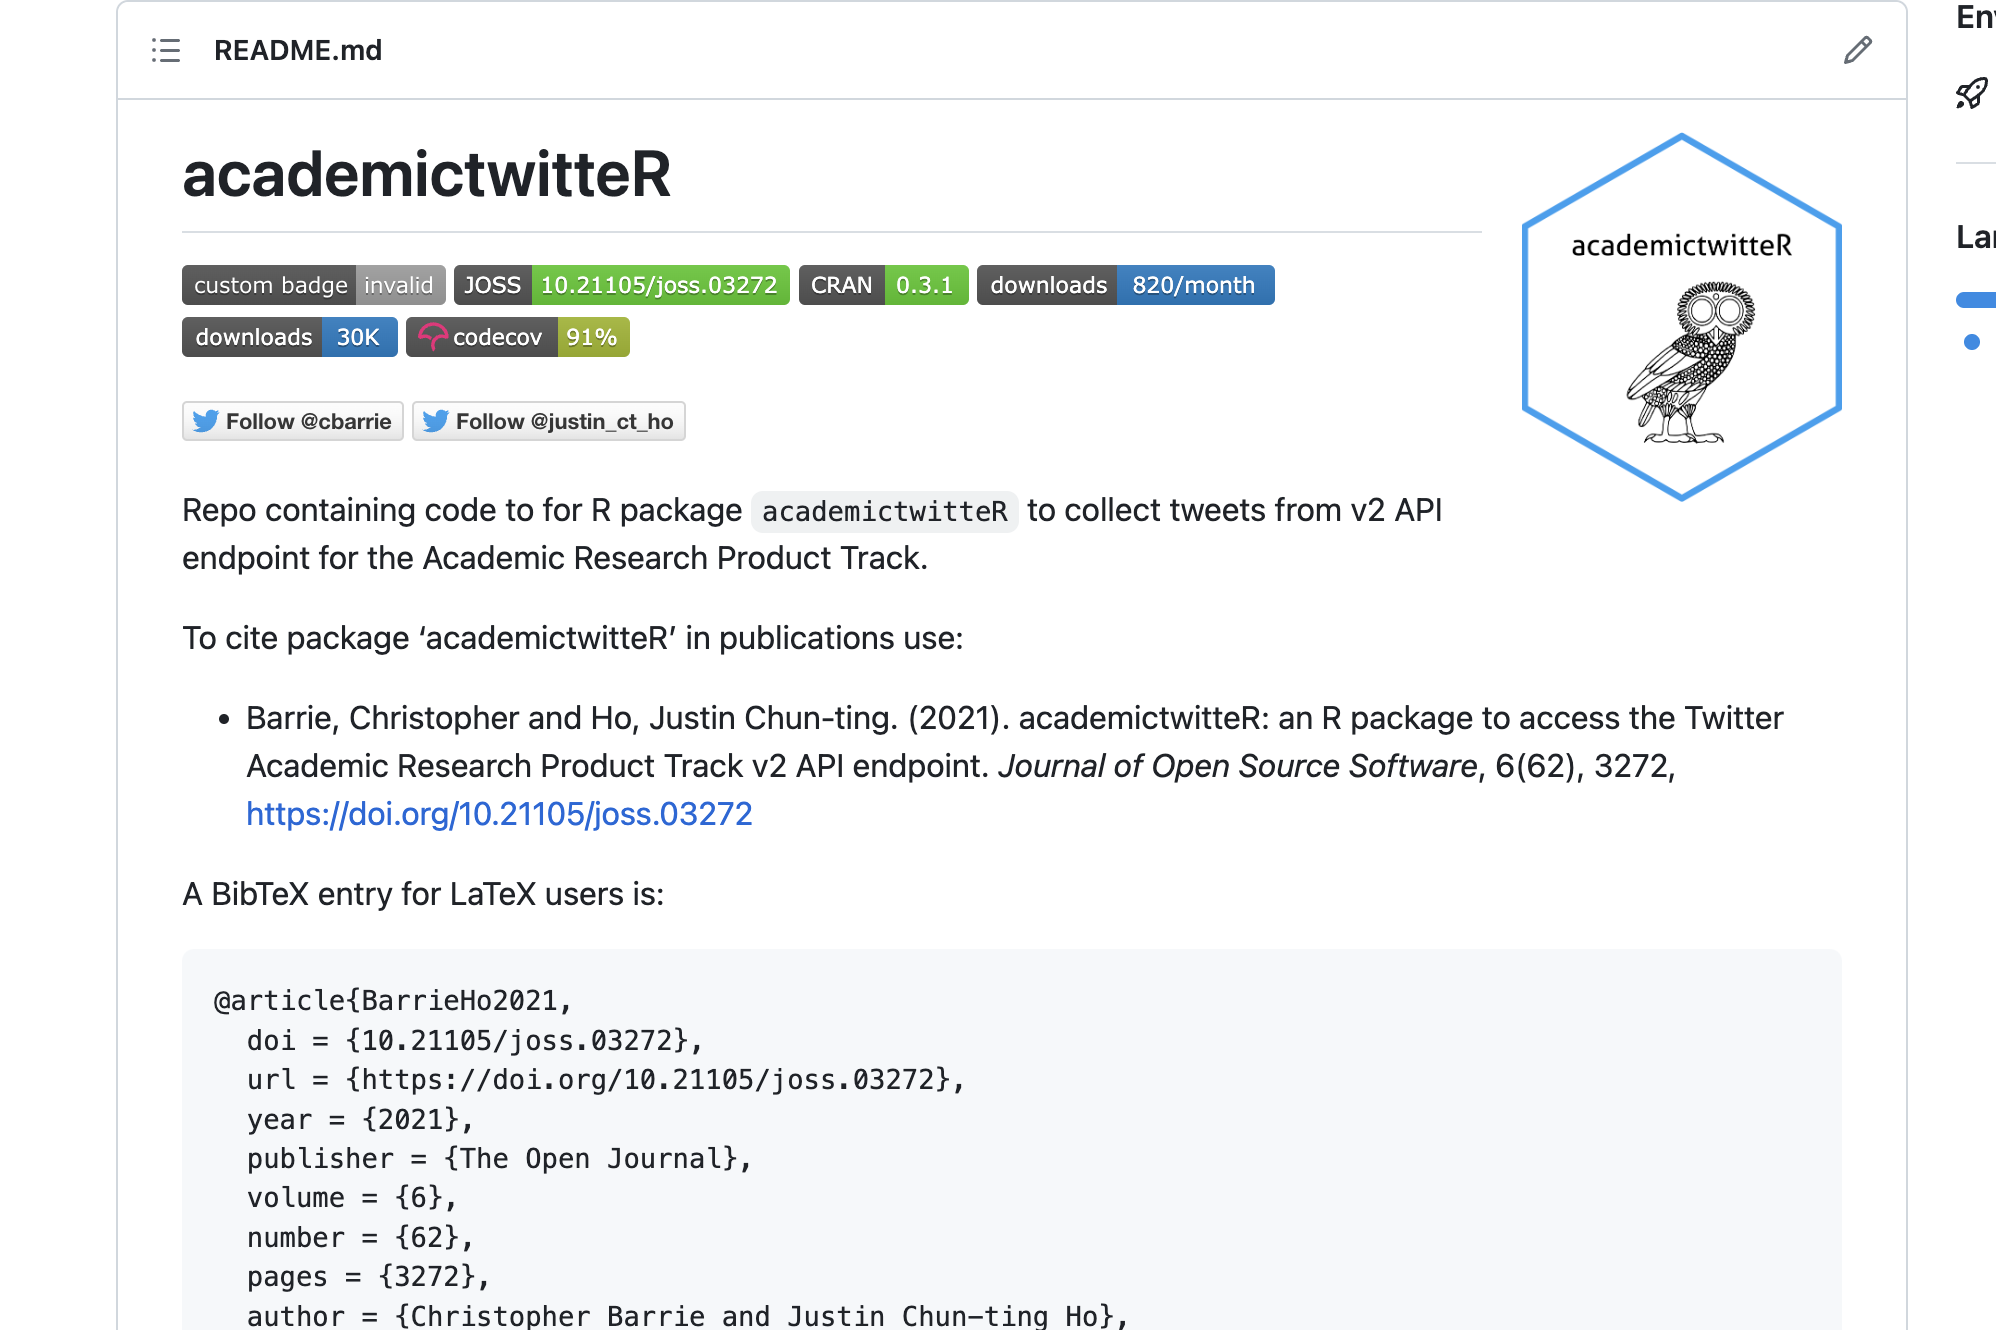 README.md
En
academictwitteR
academictwitteR
Lan
custom badge invalid JOSS 10.21105/joss.03272 CRAN 0.3.1 downloads 820/month
downloads 30K codecov 91%
Follow @cbarrie Follow @justin_ct_ho
Repo containing code to for R package academictwitteR to collect tweets from v2 API
endpoint for the Academic Research Product Track.
To cite package ‘academictwitteR’ in publications use:
• Barrie, Christopher and Ho, Justin Chun-ting. (2021). academictwitteR: an R package to access the Twitter
Academic Research Product Track v2 API endpoint. Journal of Open Source Software, 6(62), 3272,
https://doi.org/10.21105/joss.03272
A BibTeX entry for LaTeX users is:
@article{BarrieHo2021,
doi = {10.21105/joss.03272},
url = {https://doi.org/10.21105/joss.03272},
year = {2021},
publisher = {The Open Journal},
volume = {6},
number = {62},
pages = {3272},
author = {Christopher Barrie and Justin Chun-ting Ho},